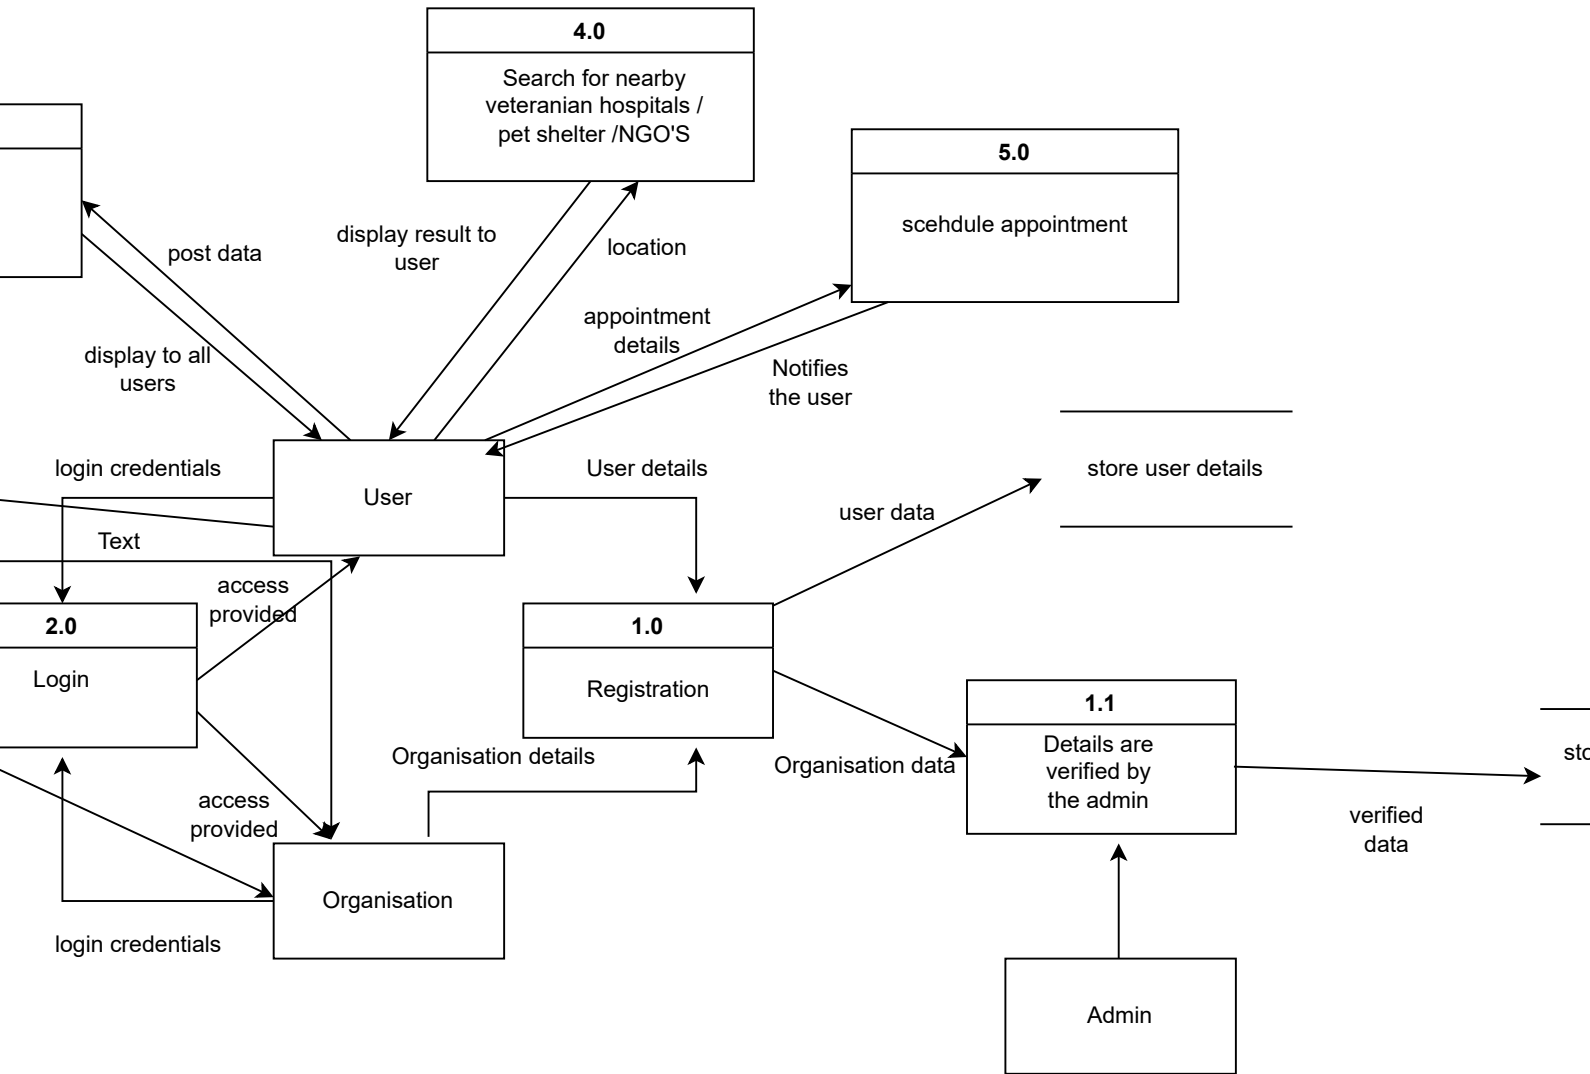 4.0
Search for nearby
veteranian hospitals /
pet shelter /NGO'S
5.0
scehdule appointment
post data
display result to
user
location
appointment
details
display to all
users
Notifies
the user
login credentials
User
User details
store user details
user data
Text
access
provided
2.0
Login
1.0
Registration
1.1
Details are
verified by
the admin
Organisation details
Organisation data
sto
access
provided
verified
data
Organisation
login credentials
Admin